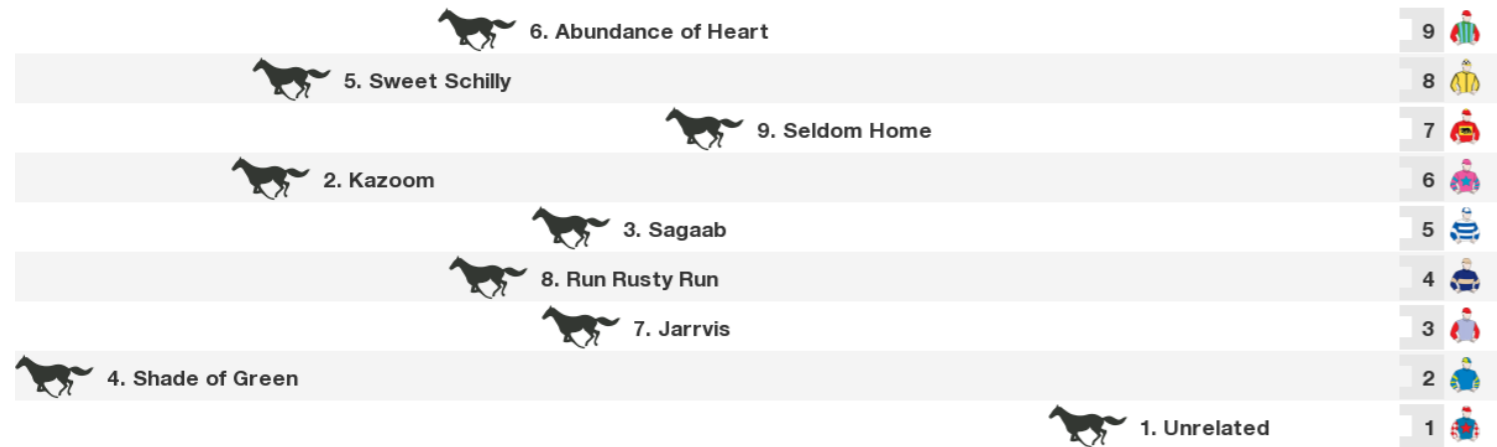 6. Abundance of Heart 9
5. Sweet Schilly 8
9. Seldom Home 7
2. Kazoom 6
3. Sagaab 5
8. Run Rusty Run 4
7. Jarrvis 3
4. Shade of Green 2
1. Unrelated 1